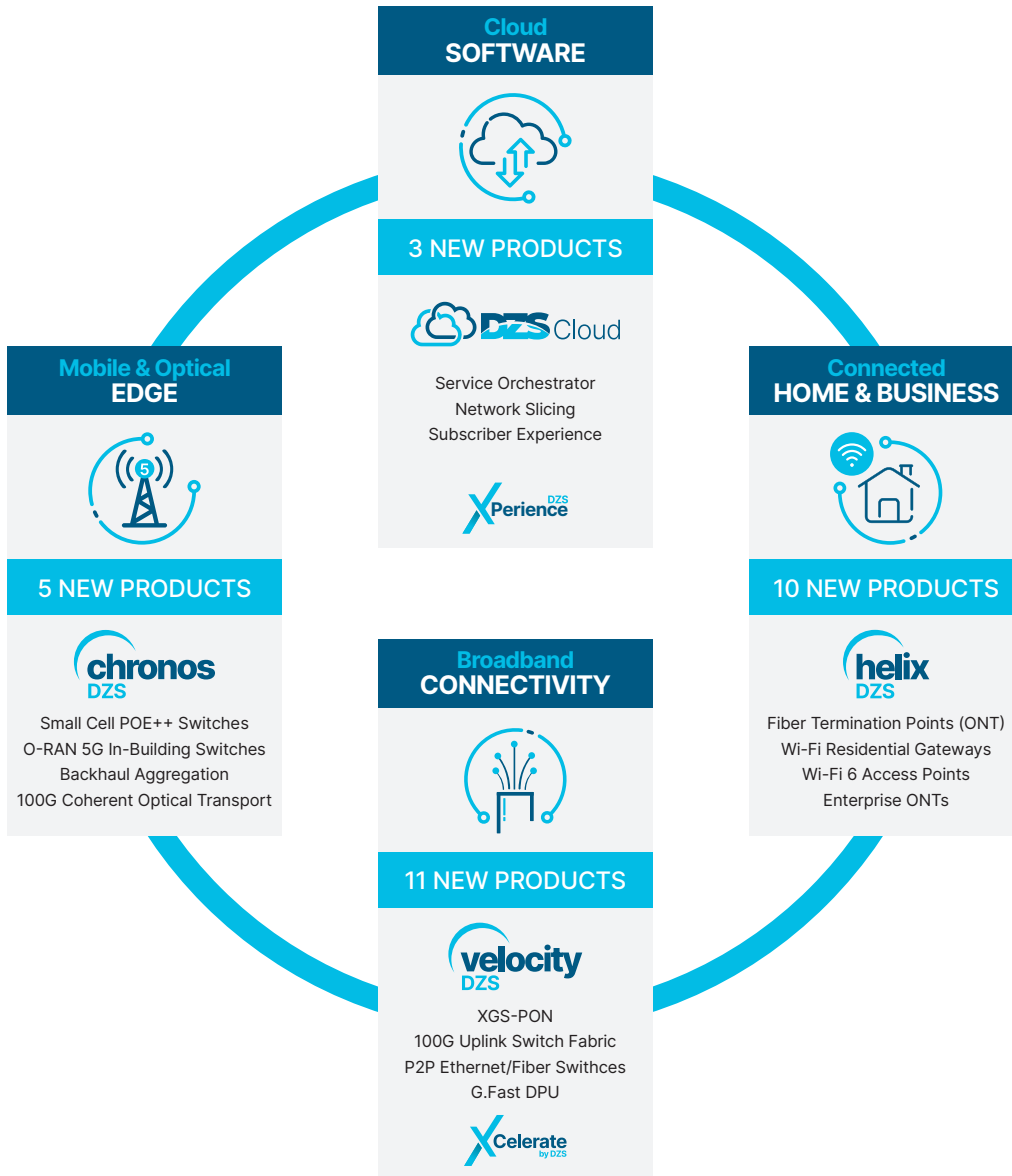 Cloud
SOFTWARE
3 NEW PRODUCTS
DZS Cloud
Service Orchestrator
Network Slicing
Subscriber Experience
DZS
XPerience
Mobile & Optical
EDGE
5
5 NEW PRODUCTS
chronos
DZS
Small Cell POE++ Switches
O-RAN 5G In-Building Switches
Backhaul Aggregation
100G Coherent Optical Transport
Connected
HOME & BUSINESS
10 NEW PRODUCTS
helix
DZS
Fiber Termination Points (ONT)
Wi-Fi Residential Gateways
Wi-Fi 6 Access Points
Enterprise ONTs
Broadband
CONNECTIVITY
11 NEW PRODUCTS
velocity
DZS
XGS-PON
100G Uplink Switch Fabric
P2P Ethernet/Fiber Swithces
G.Fast DPU
XCelerate
by DZS